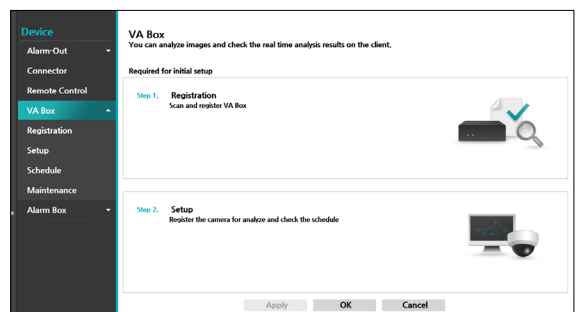 Device
Alarm-Out
Connector
Remote Control
VA Box
Registration
Setup
Schedule
Maintenance
Alarm Box
VA Box
You can analyze images and check the real time analysis results on the client.
Required for initial setup
Step 1. Registration
Scan and register VA Box
Step 2. Setup
Register the camera for analyze and check the schedule
Apply OK Cancel